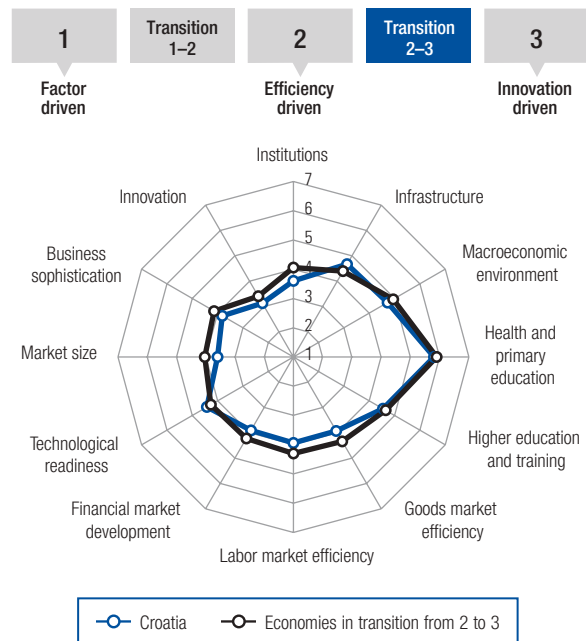 1
Transition
1–2
2
Transition
2–3
3
Factor
driven
Efficiency
driven
Innovation
driven
Institutions
Infrastructure
Macroeconomic
environment
Health and
primary
education
Higher education
and training
Goods market
efficiency
Labor market efficiency
Financial market
development
Technological
readiness
Market size
Business
sophistication
Innovation
7
6
5
4
3
2
1
Croatia
Economies in transition from 2 to 3